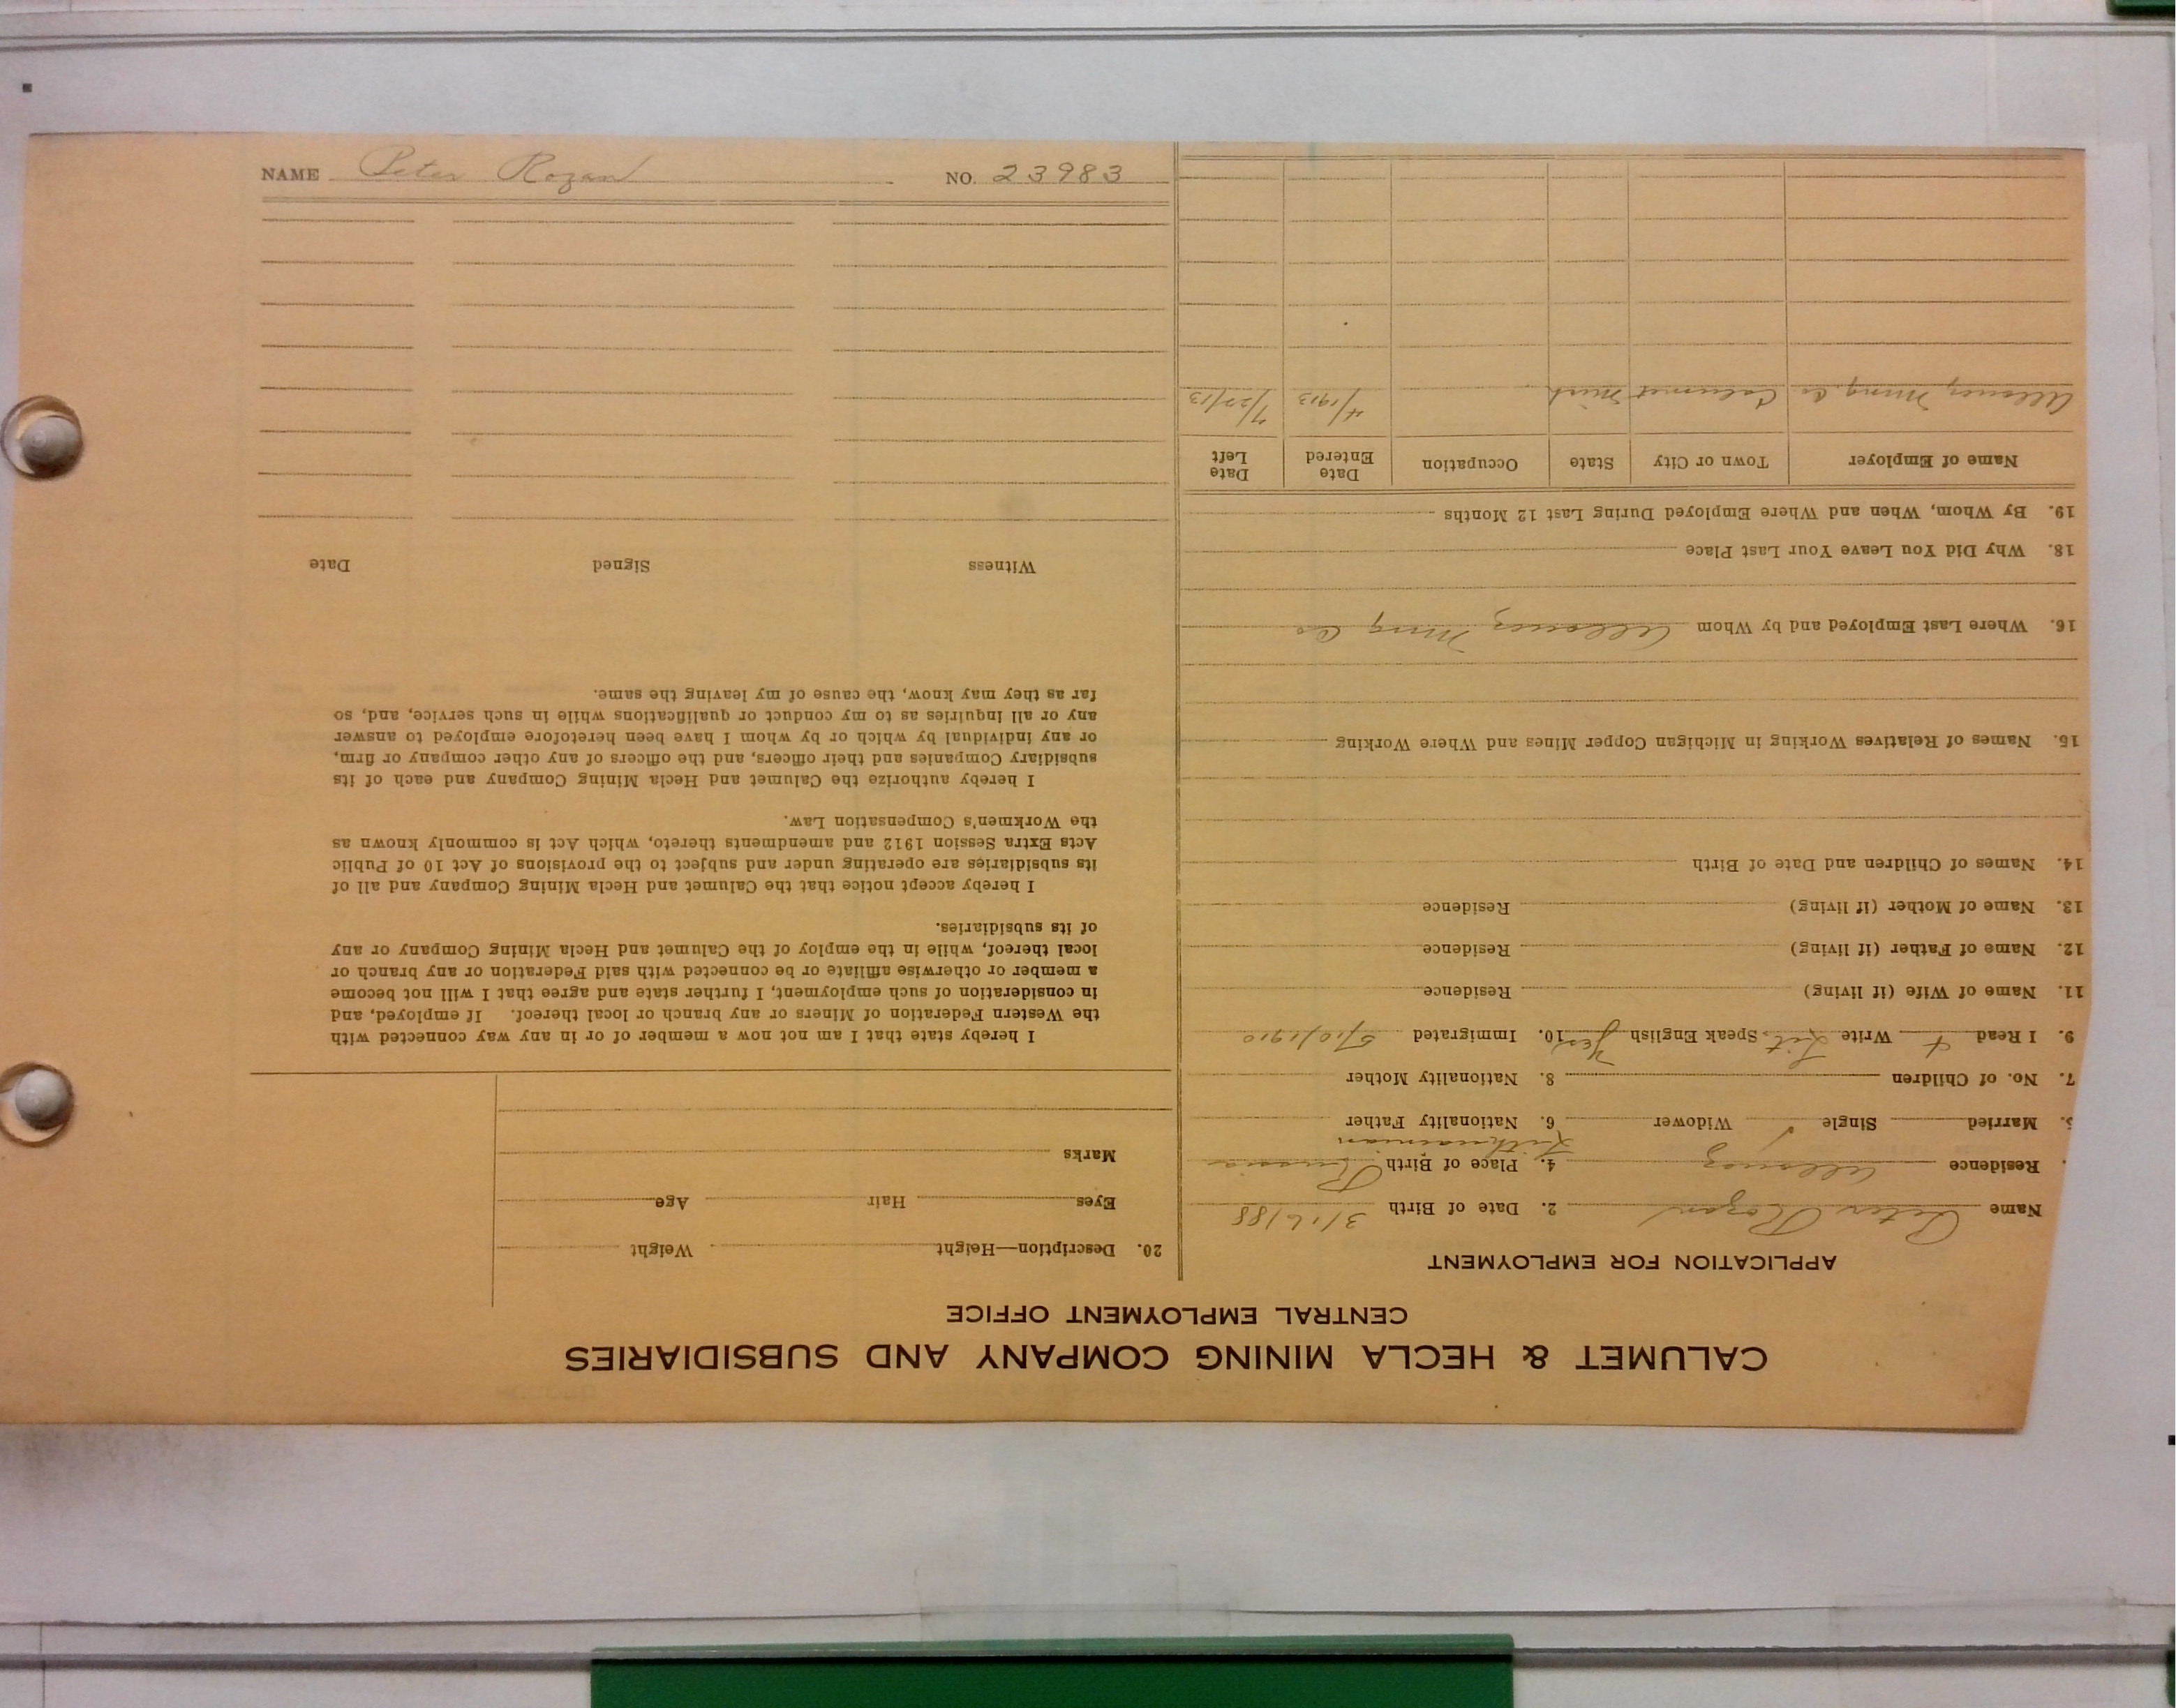 NAME Peter Rozan NO. 23983
CALUMET & HECLA MINING COMPANY AND SUBSIDIARIES
CENTRAL EMPLOYMENT OFFICE
APPLICATION FOR EMPLOYMENT
Name Peter Rozan 2. Date of Birth 3/16/88
Residence Allouez 4. Place of Birth Russia
Lithuanian
Married Single ✓ Widower 6. Nationality Father
7. No. of Children 8. Nationality Mother
9. I Read & Write Lit. Speak English Yes 10. Immigrated 5/10/1910
11. Name of Wife (if living) Residence
12. Name of Father (if living) Residence
13. Name of Mother (if living) Residence
14. Names of Children and Date of Birth
15. Names of Relatives Working in Michigan Copper Mines and Where Working
16. Where Last Employed and by Whom Allouez Mng Co
18. Why Did You Leave Your Last Place
19. By Whom, When and Where Employed During Last 12 Months
Name of Employer Town or City State Occupation Date Entered Date Left
Allouez Mng Co Calumet Mich 4/1913 7/22/13
20. Description—Height Weight
Eyes Hair Age
Marks
I hereby state that I am not now a member of or in any way connected with
the Western Federation of Miners or any branch or local thereof. If employed, and
in consideration of such employment, I further state and agree that I will not become
a member or otherwise affiliate or be connected with said Federation or any branch or
local thereof, while in the employ of the Calumet and Hecla Mining Company or any
of its subsidiaries.
I hereby accept notice that the Calumet and Hecla Mining Company and all of
its subsidiaries are operating under and subject to the provisions of Act 10 of Public
Acts Extra Session 1912 and amendments thereto, which Act is commonly known as
the Workmen's Compensation Law.
I hereby authorize the Calumet and Hecla Mining Company and each of its
subsidiary Companies and their officers, and the officers of any other company or firm,
or any individual by which or by whom I have been heretofore employed to answer
any or all inquiries as to my conduct or qualifications while in such service, and, so
far as they may know, the cause of my leaving the same.
Witness Signed Date